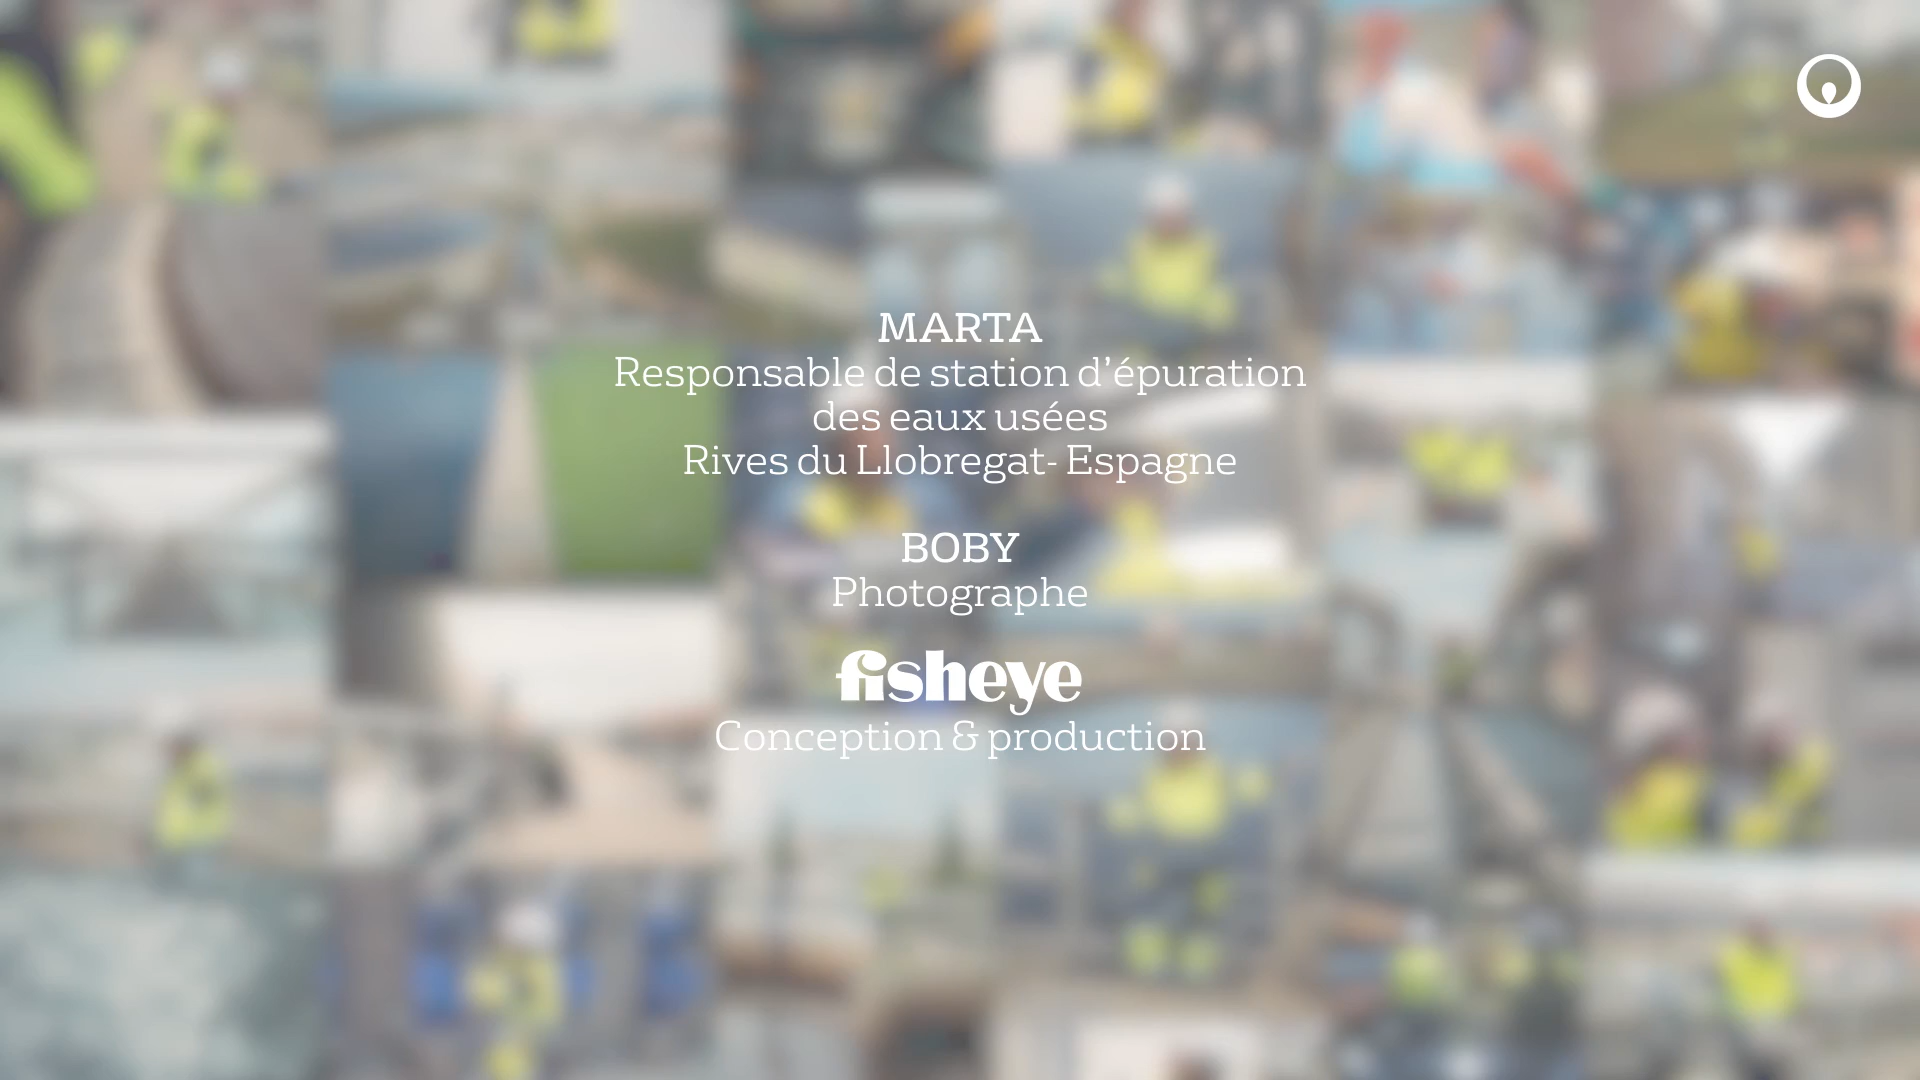 MARTA
Responsable de station d’épuration
des eaux usées
Rives du Llobregat- Espagne
BOBY
Photographe
fisheye
Conception & production